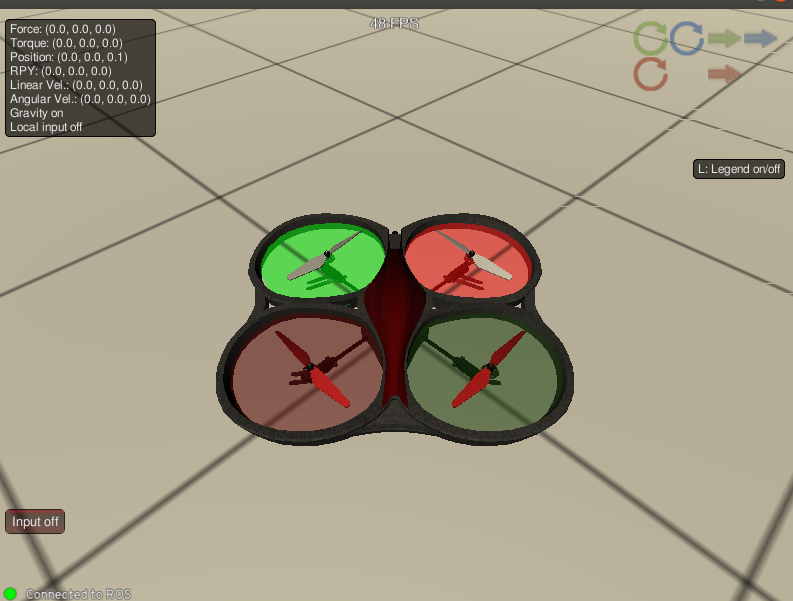 48 FPS
Force: (0.0, 0.0, 0.0)
Torque: (0.0, 0.0, 0.0)
Position: (0.0, 0.0, 0.1)
RPY: (0.0, 0.0, 0.0)
Linear Vel.: (0.0, 0.0, 0.0)
Angular Vel.: (0.0, 0.0, 0.0)
Gravity on
Local input off
L: Legend on/off
Input off
Connected to ROS